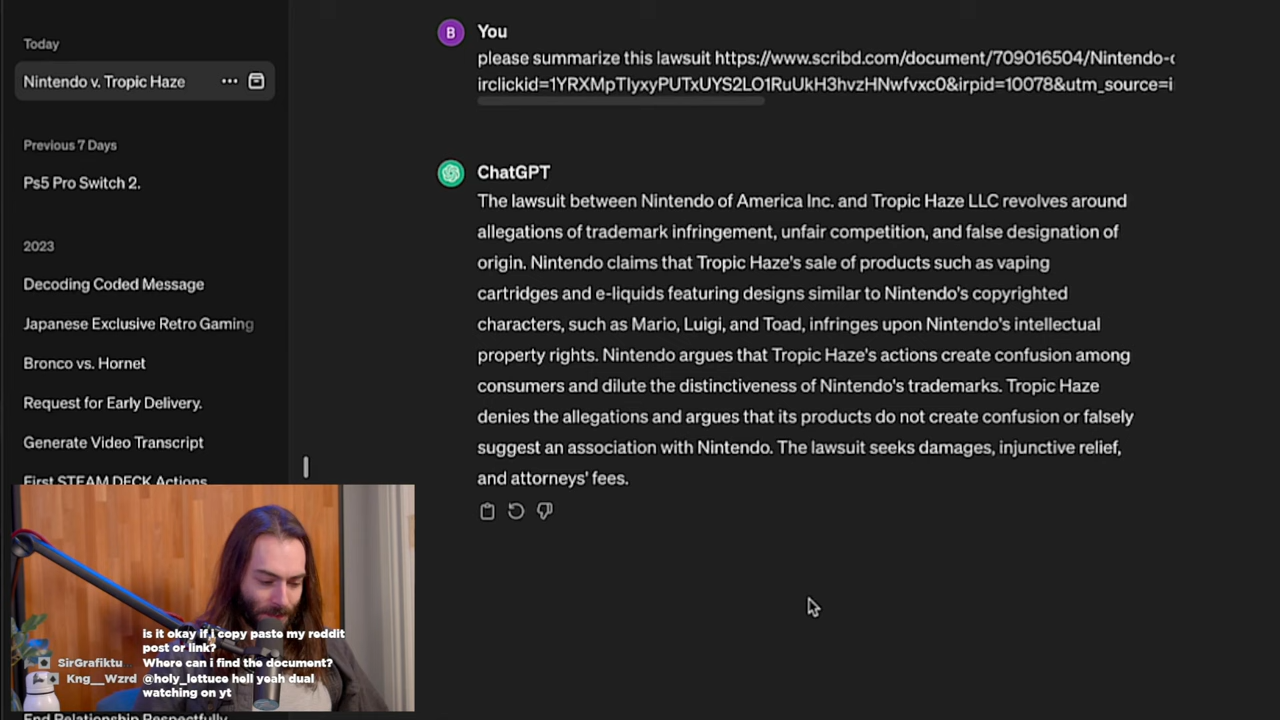 Today
Nintendo v. Tropic Haze
Previous 7 Days
Ps5 Pro Switch 2.
2023
Decoding Coded Message
Japanese Exclusive Retro Gaming
Bronco vs. Hornet
Request for Early Delivery.
Generate Video Transcript
First STEAM DECK Actions
End Relationship Respectfully
B
You
please summarize this lawsuit https://www.scribd.com/document/709016504/Nintendo-
irclickid=1YRXMpTIyxyPUTxUYS2LO1RuUkH3hvzHNwfvxc0&irpid=10078&utm_source=i
ChatGPT
The lawsuit between Nintendo of America Inc. and Tropic Haze LLC revolves around
allegations of trademark infringement, unfair competition, and false designation of
origin. Nintendo claims that Tropic Haze's sale of products such as vaping
cartridges and e-liquids featuring designs similar to Nintendo's copyrighted
characters, such as Mario, Luigi, and Toad, infringes upon Nintendo's intellectual
property rights. Nintendo argues that Tropic Haze's actions create confusion among
consumers and dilute the distinctiveness of Nintendo's trademarks. Tropic Haze
denies the allegations and argues that its products do not create confusion or falsely
suggest an association with Nintendo. The lawsuit seeks damages, injunctive relief,
and attorneys' fees.
is it okay if i copy paste my reddit
post or link?
SirGrafiktu... Where can i find the document?
Kng__Wzrd @holy_lettuce hell yeah dual
watching on yt